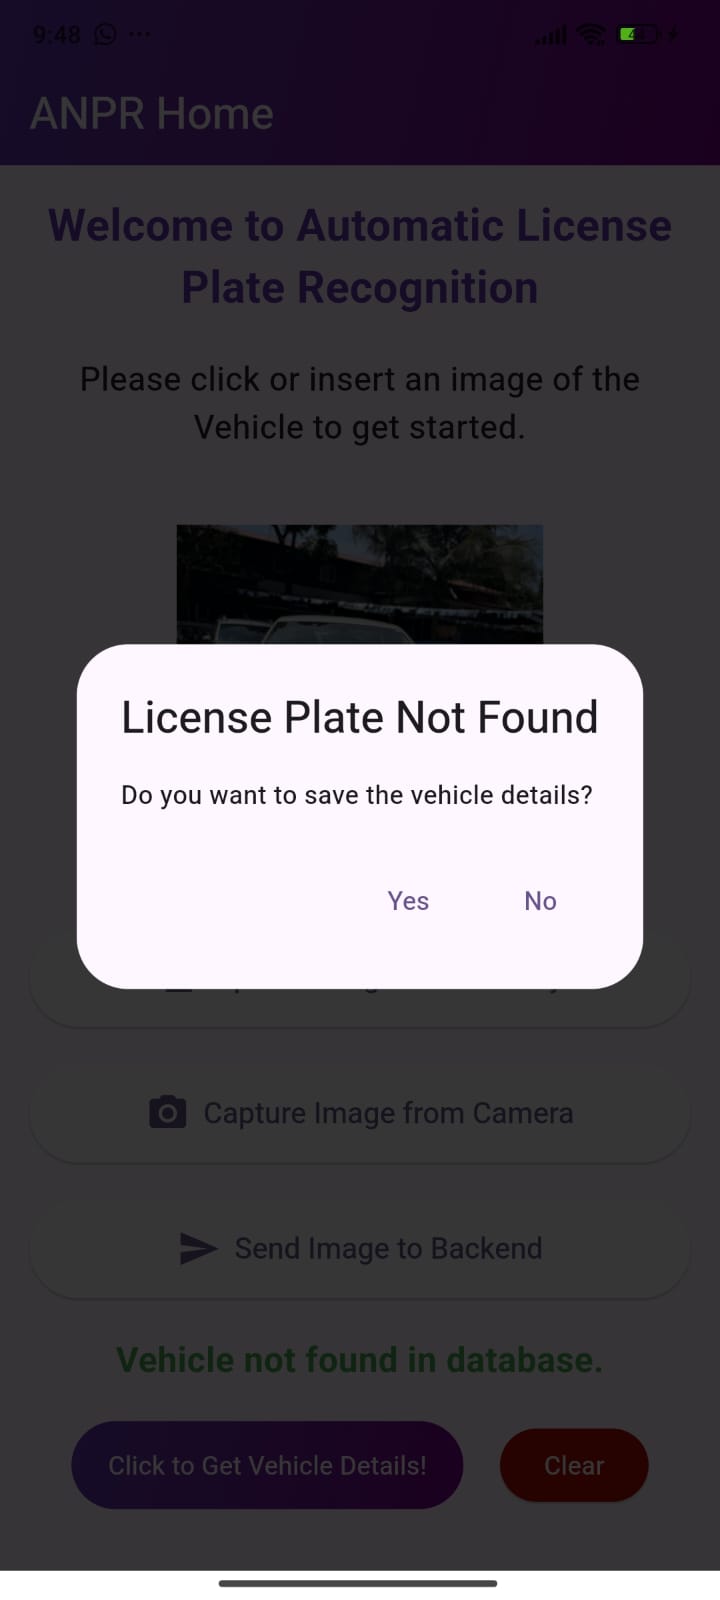 9:48
44
ANPR Home
Welcome to Automatic License
Plate Recognition
Please click or insert an image of the
Vehicle to get started.
License Plate Not Found
Do you want to save the vehicle details?
Yes No
Capture Image from Camera
Send Image to Backend
Vehicle not found in database.
Click to Get Vehicle Details!
Clear